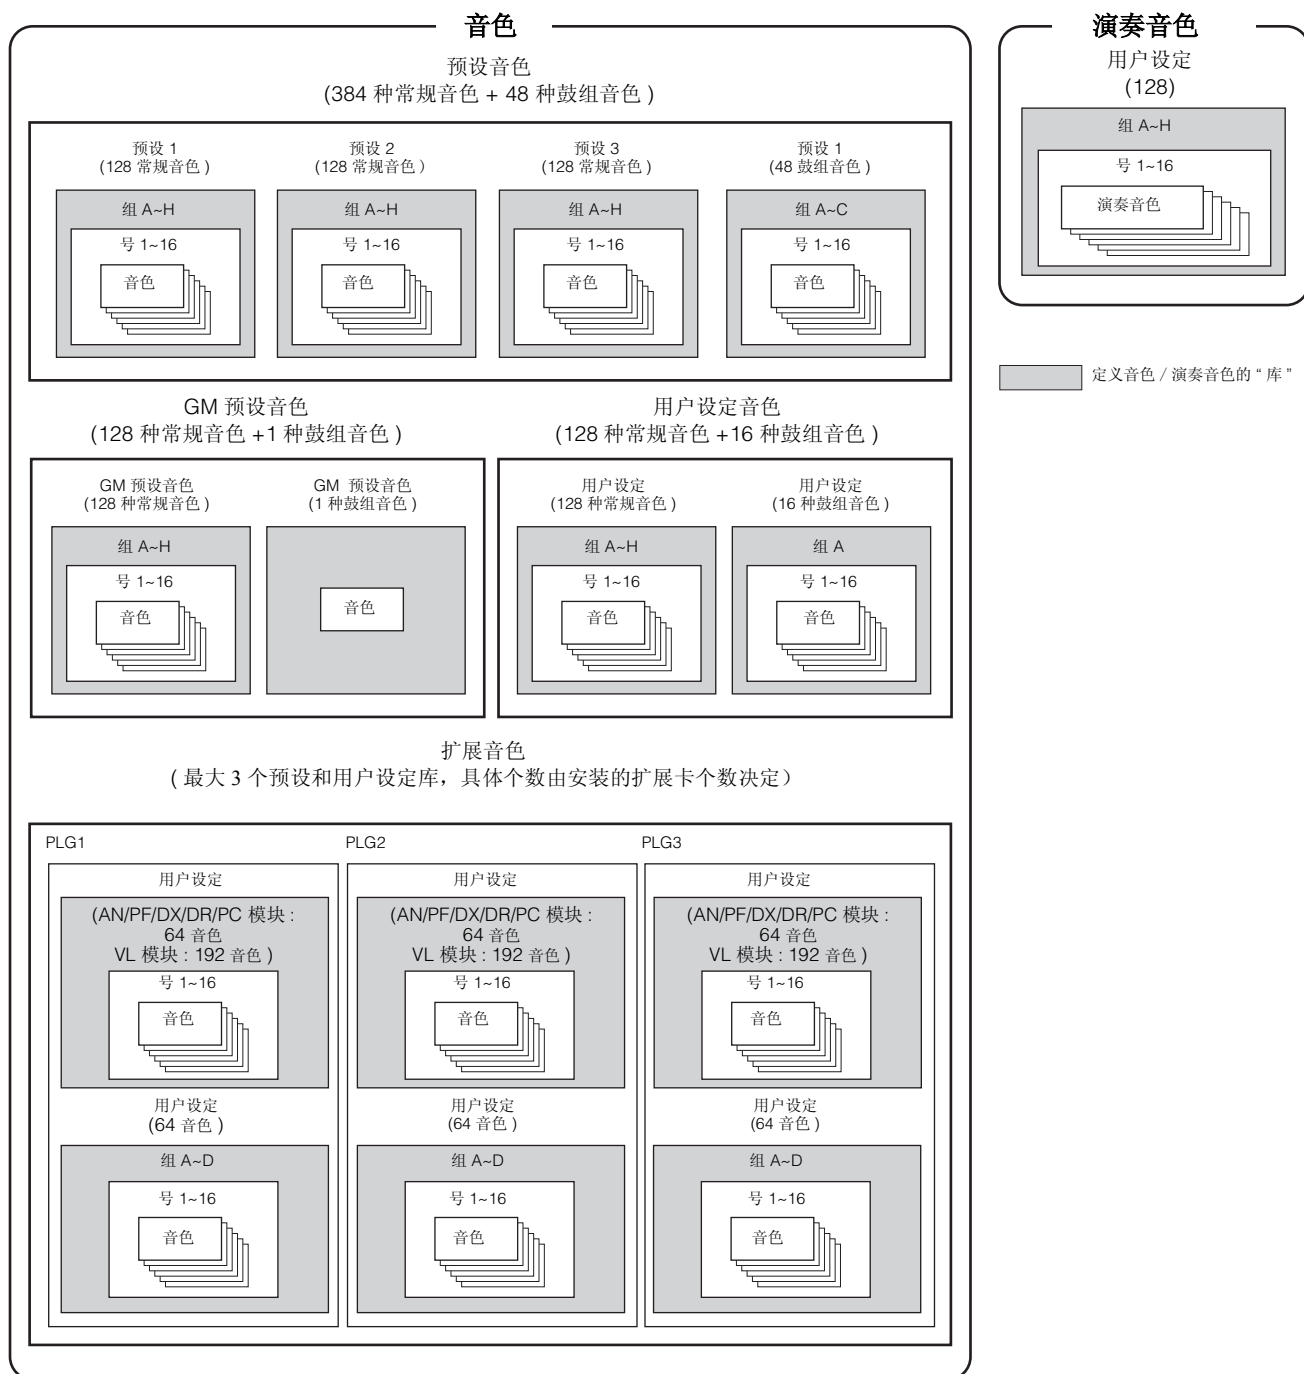 音色
预设音色
(384 种常规音色 + 48 种鼓组音色 )
预设 1
(128 常规音色 )
组 A~H
号 1~16
音色
预设 2
(128 常规音色 )
组 A~H
号 1~16
音色
预设 3
(128 常规音色 )
组 A~H
号 1~16
音色
预设 1
(48 鼓组音色 )
组 A~C
号 1~16
音色
GM 预设音色
(128 种常规音色 +1 种鼓组音色 )
GM 预设音色
(128 种常规音色 )
组 A~H
号 1~16
音色
GM 预设音色
(1 种鼓组音色 )
音色
用户设定音色
(128 种常规音色 +16 种鼓组音色 )
用户设定
(128 种常规音色 )
组 A~H
号 1~16
音色
用户设定
(16 种鼓组音色 )
组 A
号 1~16
音色
扩展音色
( 最大 3 个预设和用户设定库，具体个数由安装的扩展卡个数决定）
PLG1
用户设定
(AN/PF/DX/DR/PC 模块 :
64 音色
VL 模块 : 192 音色 )
号 1~16
音色
用户设定
(64 音色 )
组 A~D
号 1~16
音色
PLG2
用户设定
(AN/PF/DX/DR/PC 模块 :
64 音色
VL 模块 : 192 音色 )
号 1~16
音色
用户设定
(64 音色 )
组 A~D
号 1~16
音色
PLG3
用户设定
(AN/PF/DX/DR/PC 模块 :
64 音色
VL 模块 : 192 音色 )
号 1~16
音色
用户设定
(64 音色 )
组 A~D
号 1~16
音色
演奏音色
用户设定
(128)
组 A~H
号 1~16
演奏音色
定义音色 / 演奏音色的 “ 库 ”